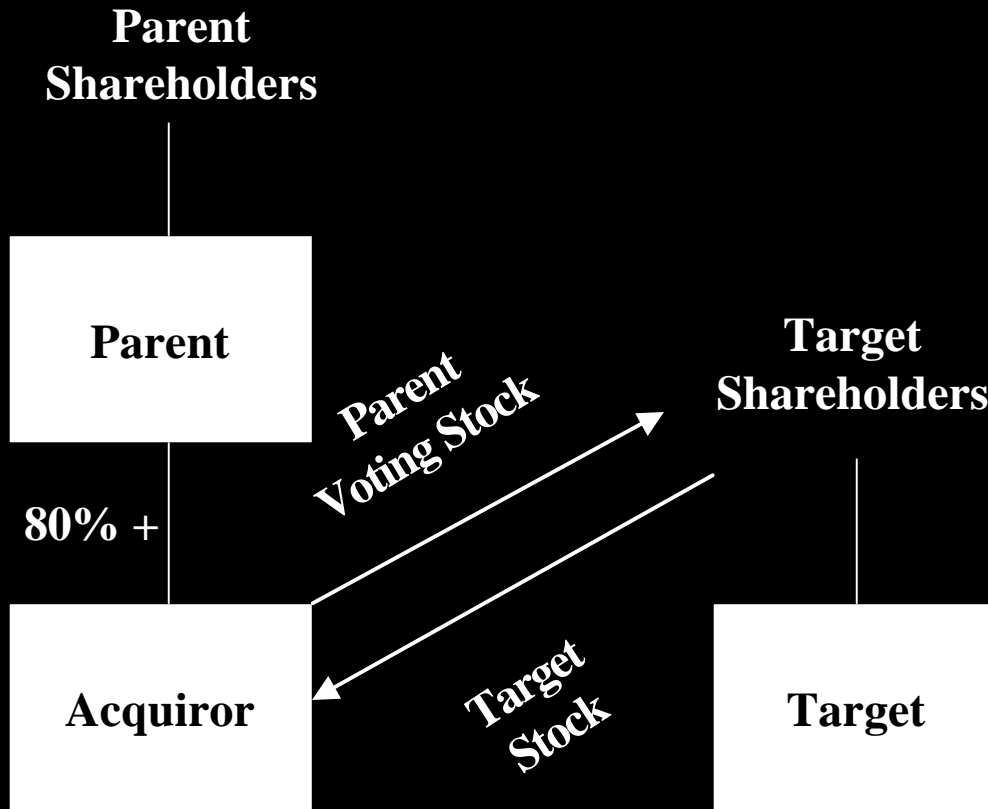 Parent
Shareholders
Parent
Parent
Voting Stock
Target
Shareholders
80% +
Acquiror
Target
Stock
Target